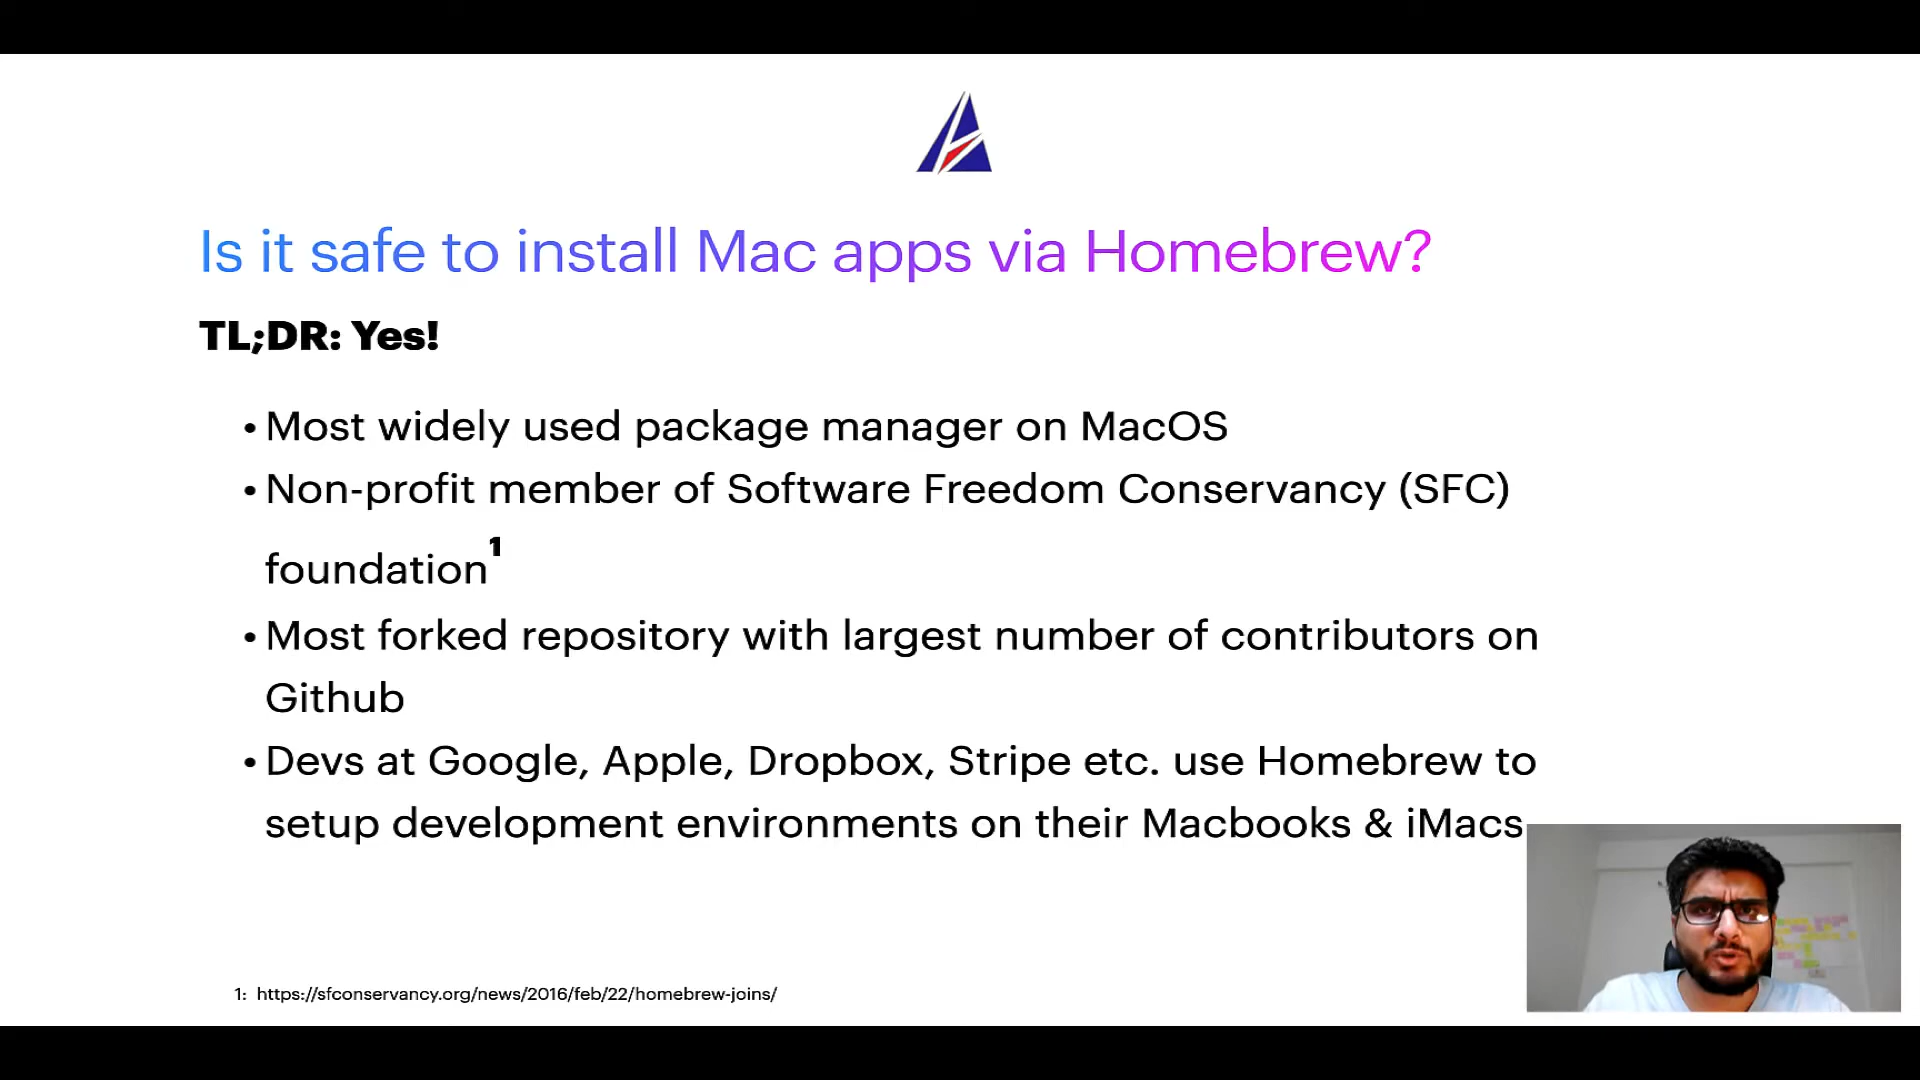 Is it safe to install Mac apps via Homebrew?
TL;DR: Yes!
• Most widely used package manager on MacOS
• Non-profit member of Software Freedom Conservancy (SFC)
foundation¹
• Most forked repository with largest number of contributors on
Github
• Devs at Google, Apple, Dropbox, Stripe etc. use Homebrew to
setup development environments on their Macbooks & iMacs
1: https://sfconservancy.org/news/2016/feb/22/homebrew-joins/